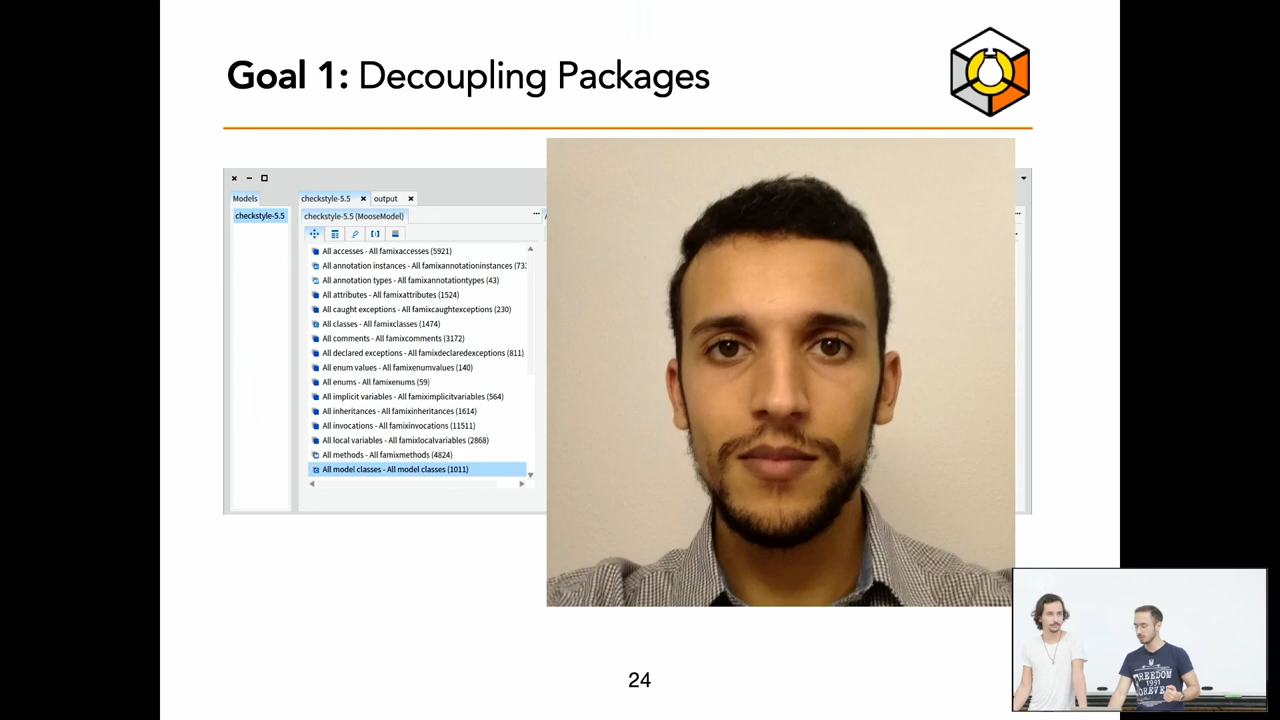 Goal 1: Decoupling Packages
Models
checkstyle-5.5
output
checkstyle-5.5
checkstyle-5.5 (MooseModel)
All accesses - All famixaccesses (5921)
All annotation instances - All famixannotationinstances (73
All annotation types - All famixannotationtypes (43)
All attributes - All famixattributes (1524)
All caught exceptions - All famixcaughtexceptions (230)
All classes - All famixclasses (1474)
All comments - All famixcomments (3172)
All declared exceptions - All famixdeclaredexceptions (811)
All enum values - All famixenumvalues (140)
All enums - All famixenums (59)
All implicit variables - All famiximplicitvariables (564)
All inheritances - All famixinheritances (1614)
All invocations - All famixinvocations (11511)
All local variables - All famixlocalvariables (2868)
All methods - All famixmethods (4824)
All model classes - All model classes (1011)
24
FREEDOM
1991
FOREVER